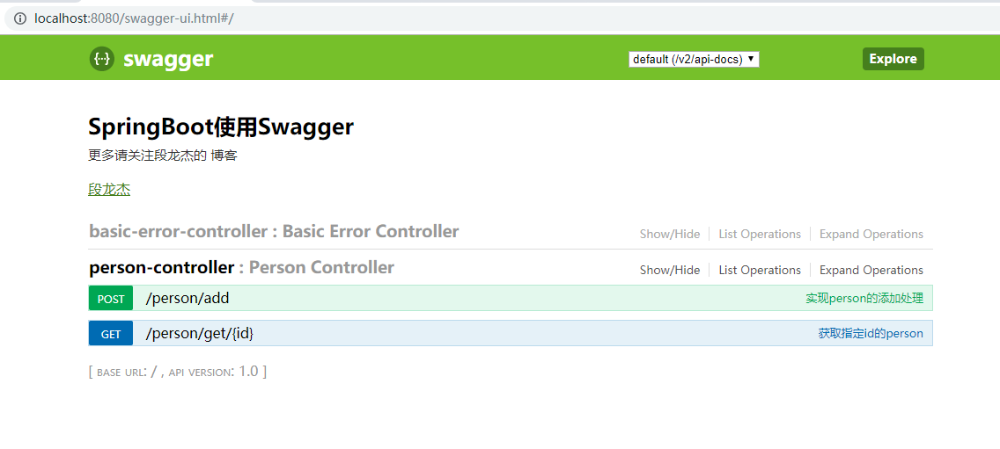 localhost:8080/swagger-ui.html#/
{···} swagger default (/v2/api-docs) Explore
SpringBoot使用Swagger
更多请关注段龙杰的 博客
段龙杰
basic-error-controller : Basic Error Controller Show/Hide List Operations Expand Operations
person-controller : Person Controller Show/Hide List Operations Expand Operations
POST /person/add 实现person的添加处理
GET /person/get/{id} 获取指定id的person
[ BASE URL: / , API VERSION: 1.0 ]